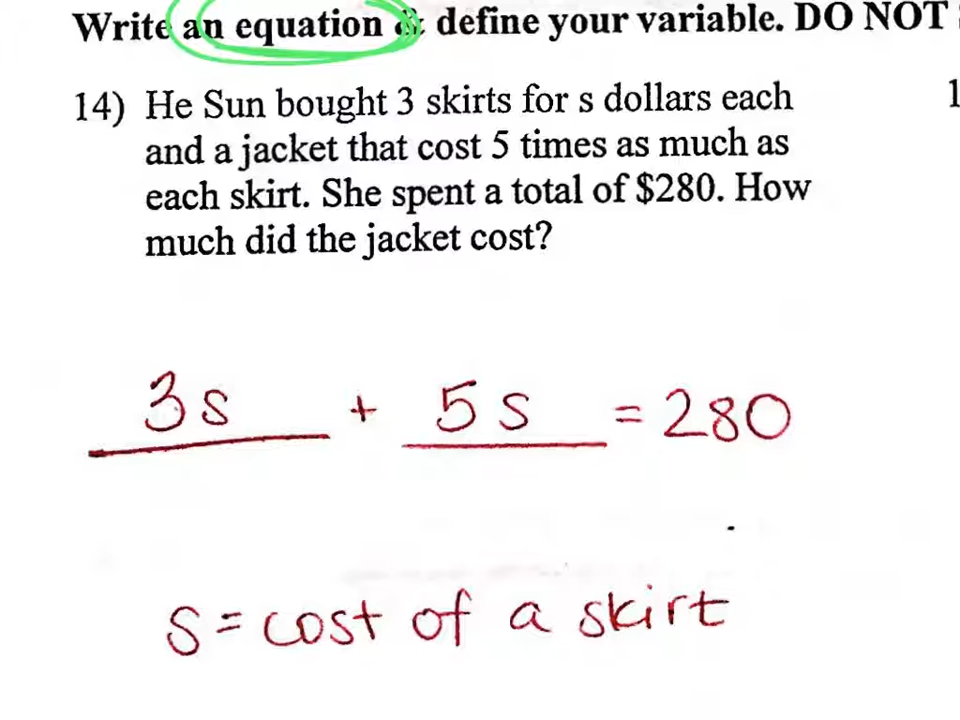 Write an equation & define your variable. DO NOT
14) He Sun bought 3 skirts for s dollars each
and a jacket that cost 5 times as much as
each skirt. She spent a total of $280. How
much did the jacket cost?
3s + 5s = 280
s = cost of a skirt